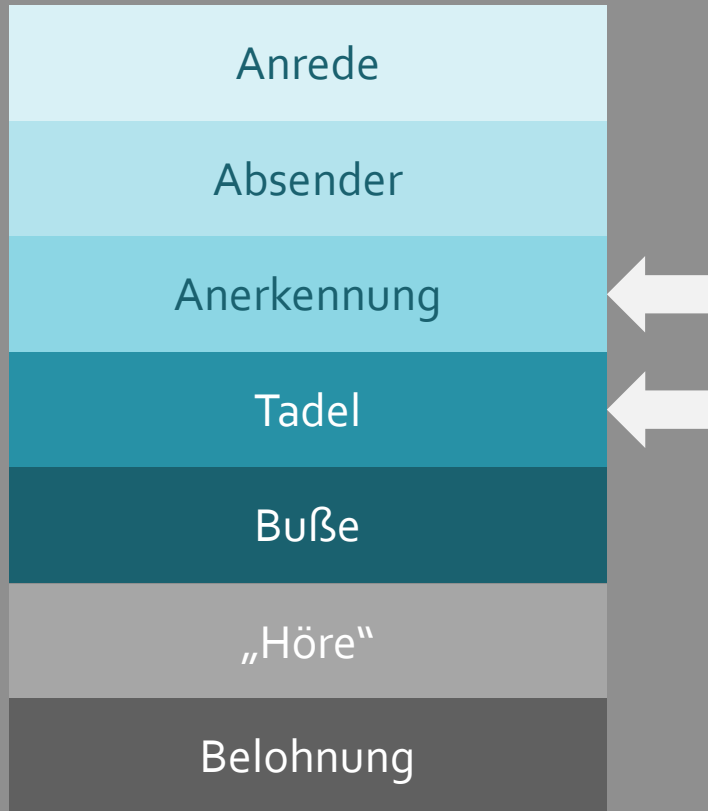 Anrede
Absender
Anerkennung
Tadel
Buße
„Höre“
Belohnung